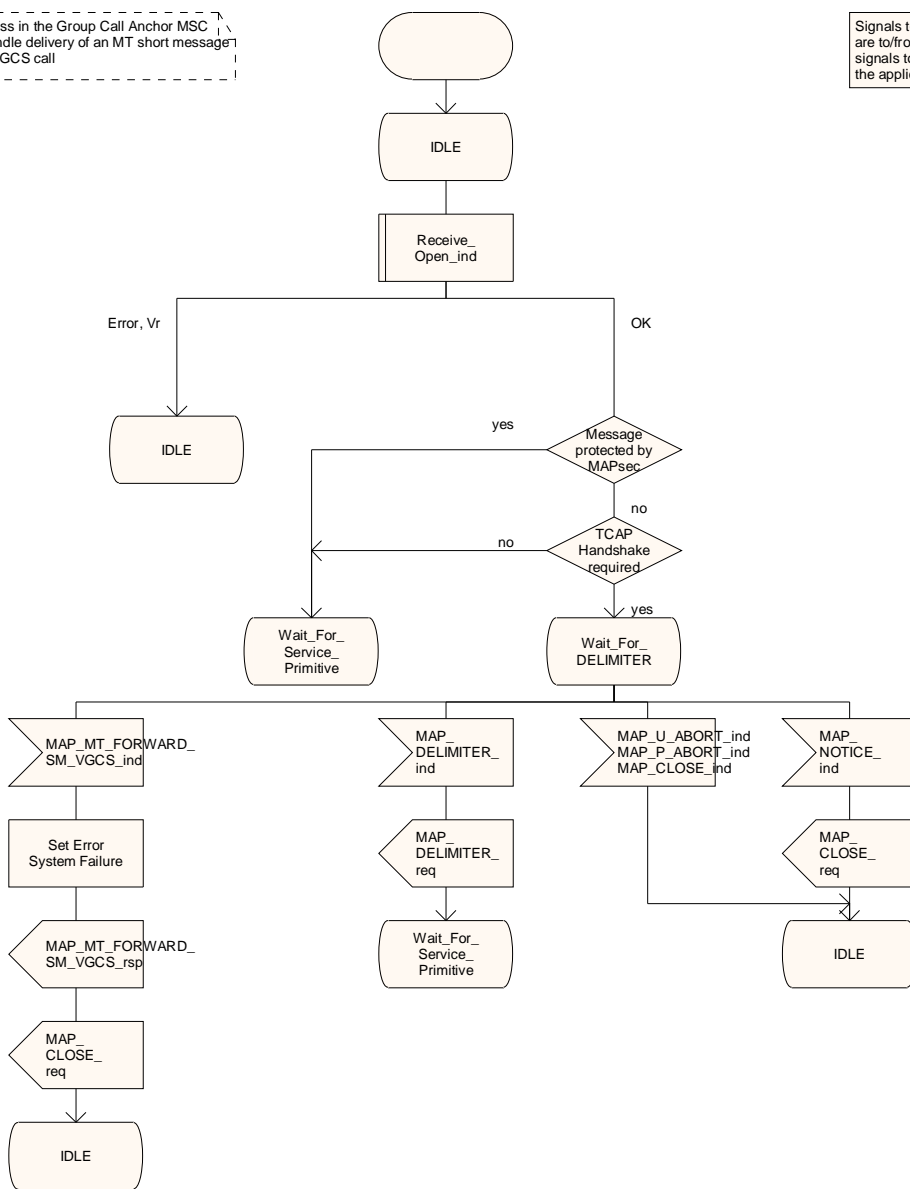 ss in the Group Call Anchor MSC
ndle delivery of an MT short message
GCS call
Signals t
are to/fro
signals to
the applic
IDLE
Receive_
Open_ind
Error, Vr
OK
IDLE
yes
Message
protected by
MAPsec
no
no
TCAP
Handshake
required
yes
Wait_For_
Service_
Primitive
Wait_For_
DELIMITER
MAP_MT_FORWARD_
SM_VGCS_ind
MAP_
DELIMITER_
ind
MAP_U_ABORT_ind
MAP_P_ABORT_ind
MAP_CLOSE_ind
MAP_
NOTICE_
ind
Set Error
System Failure
MAP_
DELIMITER_
req
MAP_
CLOSE_
req
MAP_MT_FORWARD_
SM_VGCS_rsp
Wait_For_
Service_
Primitive
IDLE
MAP_
CLOSE_
req
IDLE